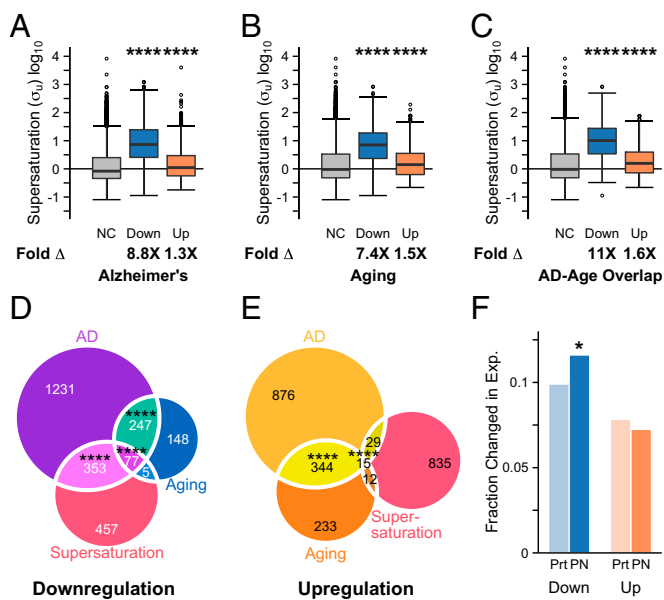 A
Supersaturation (σu) log10
4
3
2
1
0
-1
**** ****
NC Down Up
Fold Δ 8.8X 1.3X
Alzheimer's
B
Supersaturation (σu) log10
4
3
2
1
0
-1
**** ****
NC Down Up
Fold Δ 7.4X 1.5X
Aging
C
Supersaturation (σu) log10
4
3
2
1
0
-1
**** ****
NC Down Up
Fold Δ 11X 1.6X
AD-Age Overlap
D
AD
1231
****
247
148
****
77
****
353
5
Aging
457
Supersaturation
Downregulation
E
AD
876
29
****
15
****
344
12
835
233
Super-
saturation
Aging
Upregulation
F
Fraction Changed in Exp.
0.1
0.05
0
*
Prt PN Prt PN
Down Up